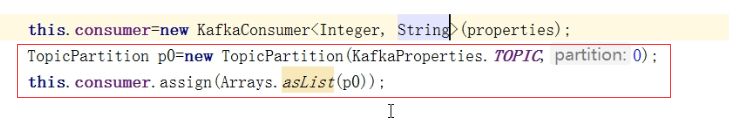 this.consumer=new KafkaConsumer<Integer, String>(properties);
TopicPartition p0=new TopicPartition(KafkaProperties.TOPIC, partition: 0);
this.consumer.assign(Arrays.asList(p0));